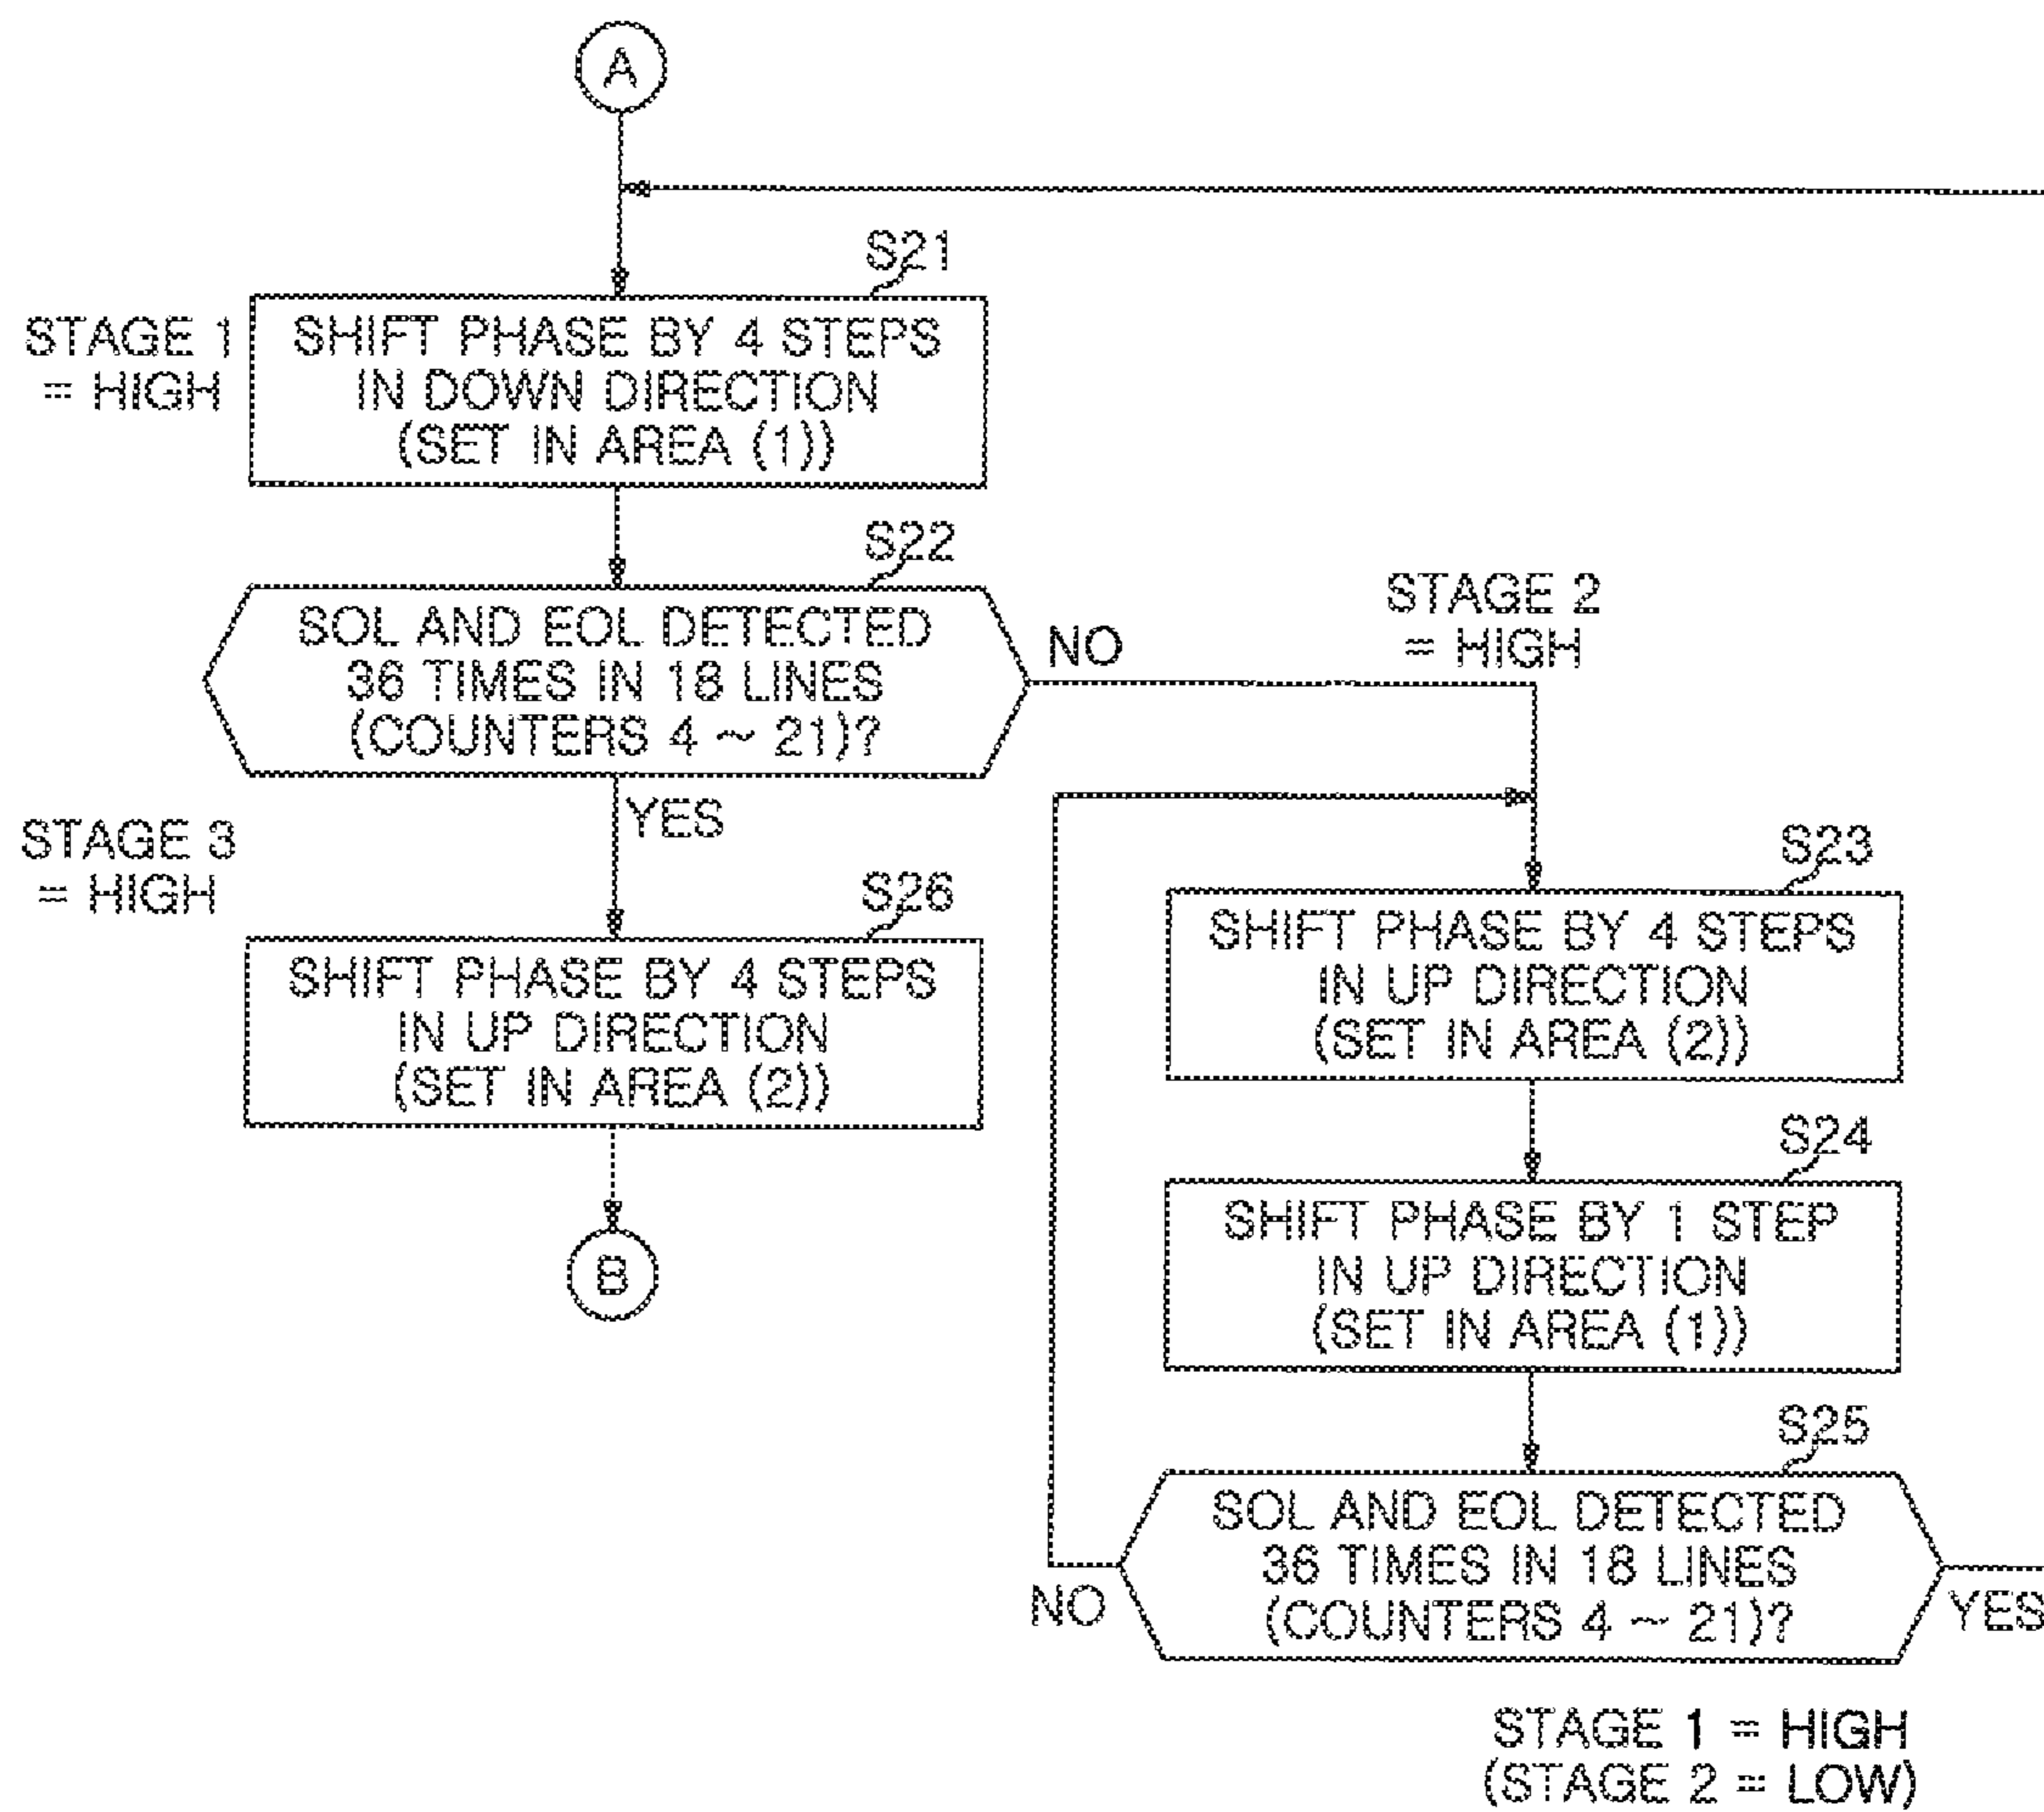 A
S21
STAGE 1
= HIGH
SHIFT PHASE BY 4 STEPS
IN DOWN DIRECTION
(SET IN AREA (1))
S22
SOL AND EOL DETECTED
36 TIMES IN 18 LINES
(COUNTERS 4 ~ 21)?
NO
STAGE 2
= HIGH
YES
STAGE 3
= HIGH
S26
SHIFT PHASE BY 4 STEPS
IN UP DIRECTION
(SET IN AREA (2))
B
S23
SHIFT PHASE BY 4 STEPS
IN UP DIRECTION
(SET IN AREA (2))
S24
SHIFT PHASE BY 1 STEP
IN UP DIRECTION
(SET IN AREA (1))
S25
SOL AND EOL DETECTED
36 TIMES IN 18 LINES
(COUNTERS 4 ~ 21)?
NO
YES
STAGE 1 = HIGH
(STAGE 2 = LOW)